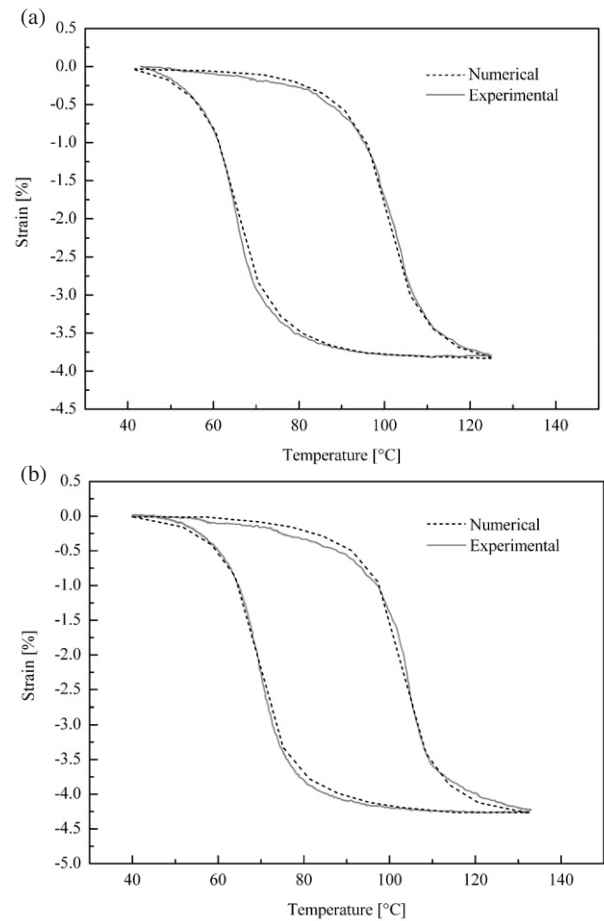 (a)
0.5
0.0
-0.5
-1.0
-1.5
-2.0
-2.5
-3.0
-3.5
-4.0
-4.5
Strain [%]
Numerical
Experimental
40 60 80 100 120 140
Temperature [°C]
(b)
0.5
0.0
-0.5
-1.0
-1.5
-2.0
-2.5
-3.0
-3.5
-4.0
-4.5
-5.0
Strain [%]
Numerical
Experimental
40 60 80 100 120 140
Temperature [°C]